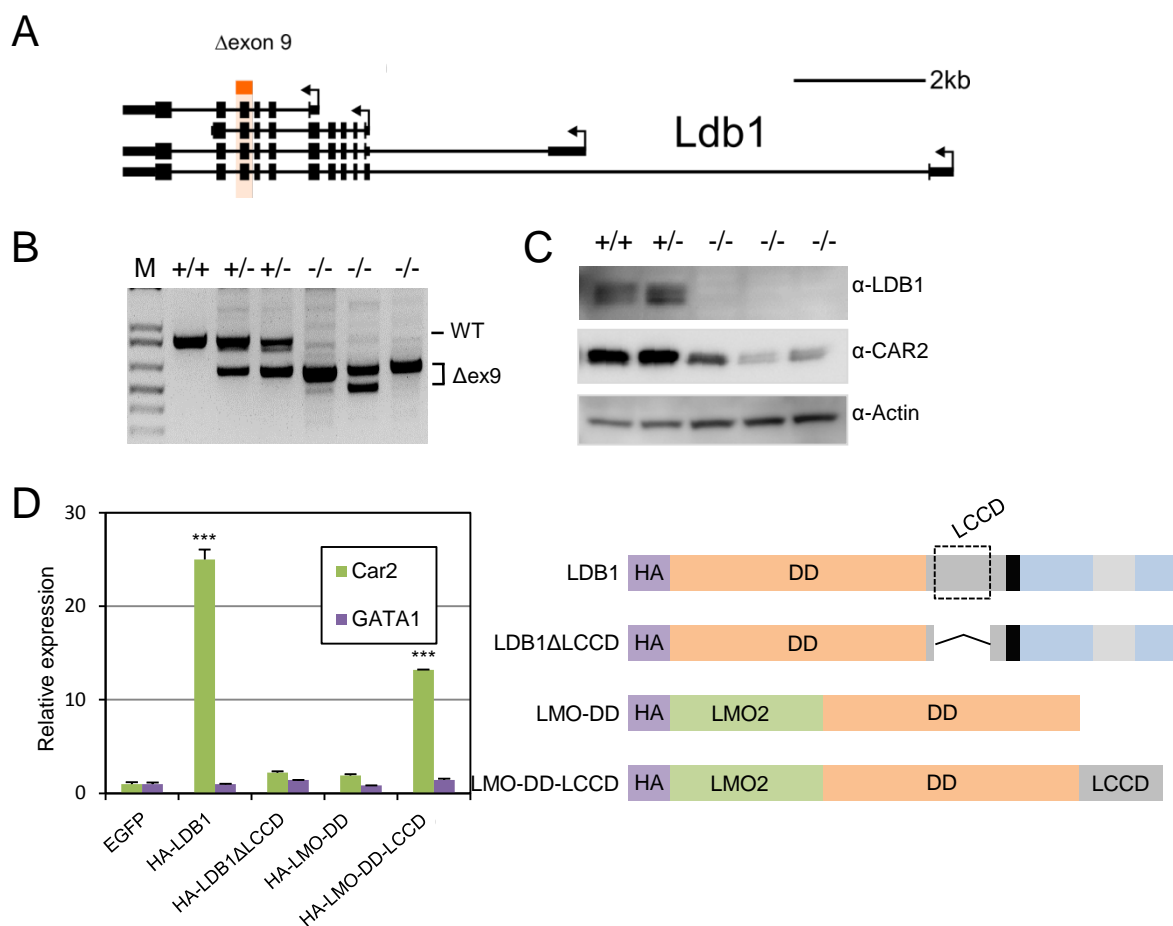 A
Δexon 9
2kb
Ldb1
B
M +/+ +/- +/- -/- -/- -/-
WT
Δex9
C
+/+ +/- -/- -/- -/-
α-LDB1
α-CAR2
α-Actin
D
Relative expression
30
20
10
0
***
***
Car2
GATA1
EGFP
HA-LDB1
HA-LDB1ΔLCCD
HA-LMO-DD
HA-LMO-DD-LCCD
LCCD
LDB1 HA DD
LDB1ΔLCCD HA DD
LMO-DD HA LMO2 DD
LMO-DD-LCCD HA LMO2 DD LCCD